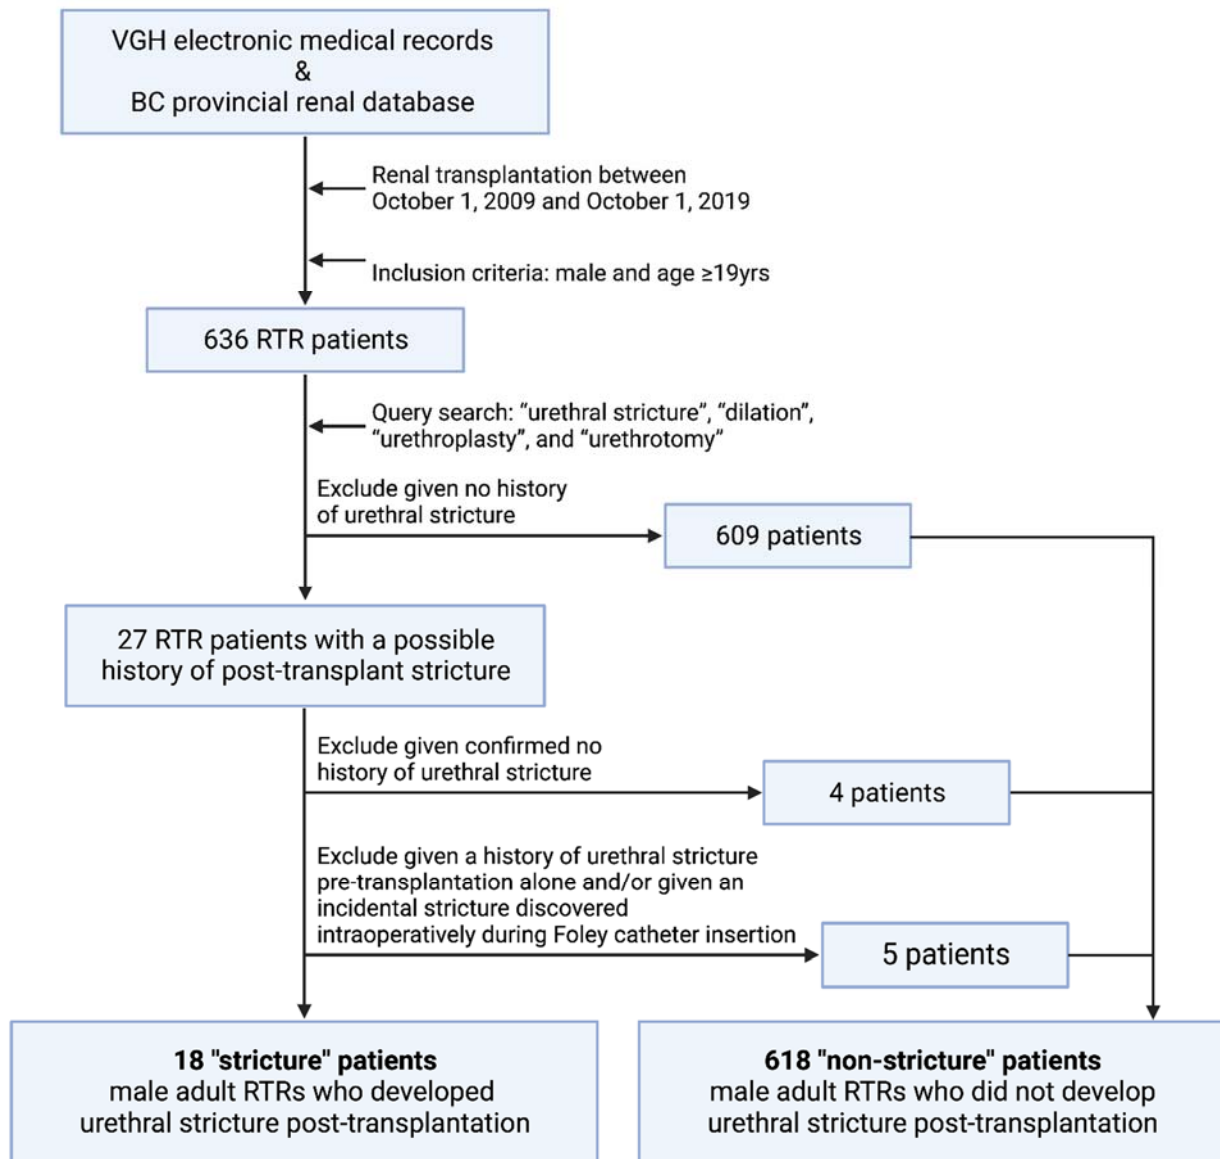 VGH electronic medical records
&
BC provincial renal database
Renal transplantation between
October 1, 2009 and October 1, 2019
Inclusion criteria: male and age ≥19yrs
636 RTR patients
Query search: “urethral stricture”, “dilation”,
“urethroplasty”, and “urethrotomy”
Exclude given no history
of urethral stricture
609 patients
27 RTR patients with a possible
history of post-transplant stricture
Exclude given confirmed no
history of urethral stricture
4 patients
Exclude given a history of urethral stricture
pre-transplantation alone and/or given an
incidental stricture discovered
intraoperatively during Foley catheter insertion
5 patients
18 "stricture" patients
male adult RTRs who developed
urethral stricture post-transplantation
618 "non-stricture" patients
male adult RTRs who did not develop
urethral stricture post-transplantation